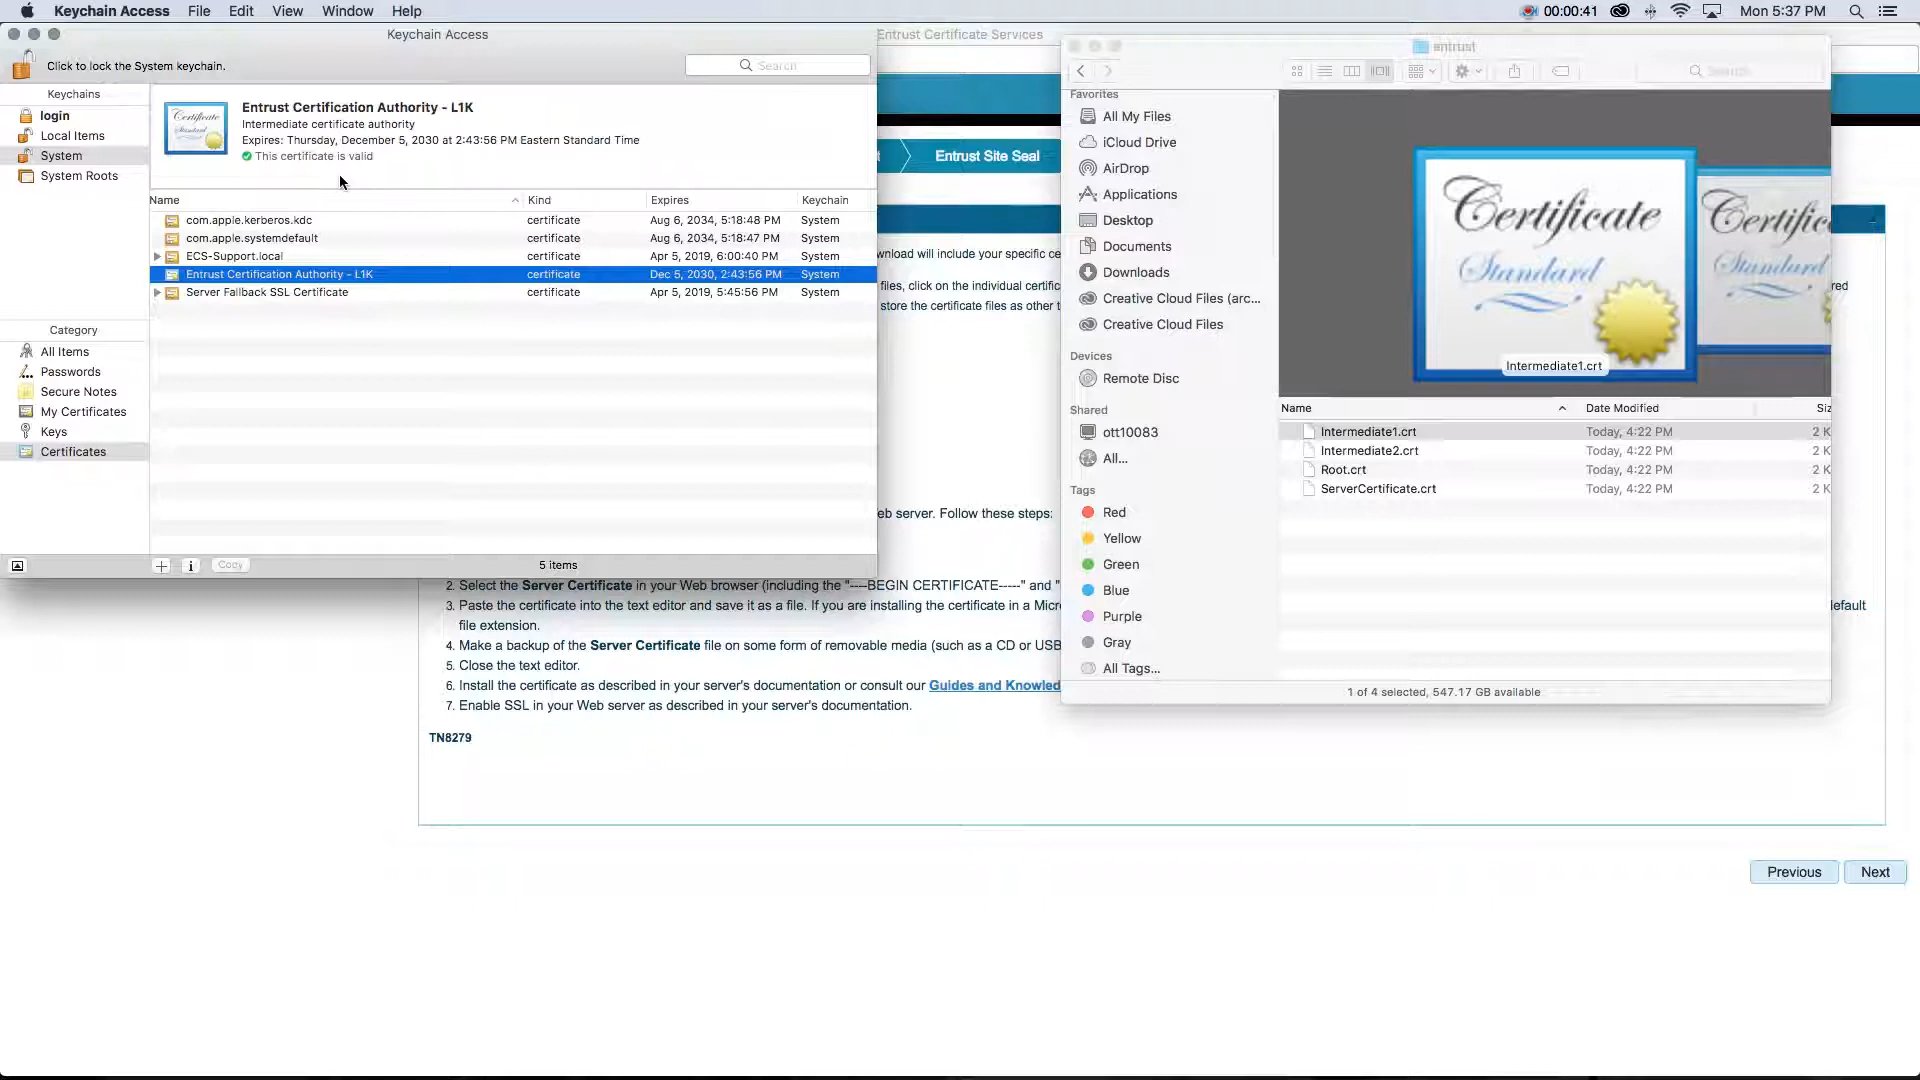 Keychain Access File Edit View Window Help
00:00:41 Mon 5:37 PM
Keychain Access
Click to lock the System keychain.
Search
Keychains
login
Local Items
System
System Roots
Category
All Items
Passwords
Secure Notes
My Certificates
Keys
Certificates
Certificate
Standard
Entrust Certification Authority - L1K
Intermediate certificate authority
Expires: Thursday, December 5, 2030 at 2:43:56 PM Eastern Standard Time
This certificate is valid
Name Kind Expires Keychain
com.apple.kerberos.kdc certificate Aug 6, 2034, 5:18:48 PM System
com.apple.systemdefault certificate Aug 6, 2034, 5:18:47 PM System
ECS-Support.local certificate Apr 5, 2019, 6:00:40 PM System
Entrust Certification Authority - L1K certificate Dec 5, 2030, 2:43:56 PM System
Server Fallback SSL Certificate certificate Apr 5, 2019, 5:45:56 PM System
Copy
5 items
Entrust Certificate Services
t Entrust Site Seal
wnload will include your specific ce
files, click on the individual certific
red
store the certificate files as other t
eb server. Follow these steps:
2. Select the Server Certificate in your Web browser (including the "----BEGIN CERTIFICATE-----" and "
3. Paste the certificate into the text editor and save it as a file. If you are installing the certificate in a Micr
efault
file extension.
4. Make a backup of the Server Certificate file on some form of removable media (such as a CD or USB
5. Close the text editor.
6. Install the certificate as described in your server's documentation or consult our Guides and Knowled
7. Enable SSL in your Web server as described in your server's documentation.
TN8279
Previous Next
entrust
Search
Favorites
All My Files
iCloud Drive
AirDrop
Applications
Desktop
Documents
Downloads
Creative Cloud Files (arc...
Creative Cloud Files
Devices
Remote Disc
Shared
ott10083
All...
Tags
Red
Yellow
Green
Blue
Purple
Gray
All Tags...
Certificate
Standard
Intermediate1.crt
Certific
Standard
Name Date Modified Siz
Intermediate1.crt Today, 4:22 PM 2 K
Intermediate2.crt Today, 4:22 PM 2 K
Root.crt Today, 4:22 PM 2 K
ServerCertificate.crt Today, 4:22 PM 2 K
1 of 4 selected, 547.17 GB available